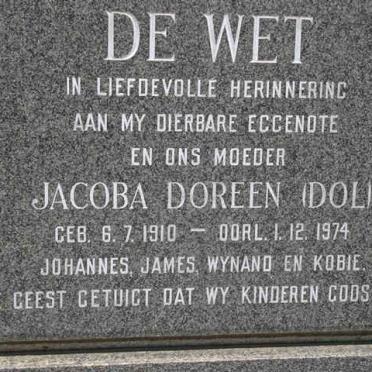 DE WET
IN LIEFDEVOLLE HERINNERING
AAN MY DIERBARE EGGENOTE
EN ONS MOEDER
JACOBA DOREEN (DOL)
GEB. 6.7.1910 — OORL. 1.12.1974
JOHANNES, JAMES, WYNAND EN KOBIE.
GEEST GETUIGT DAT WY KINDEREN GODS